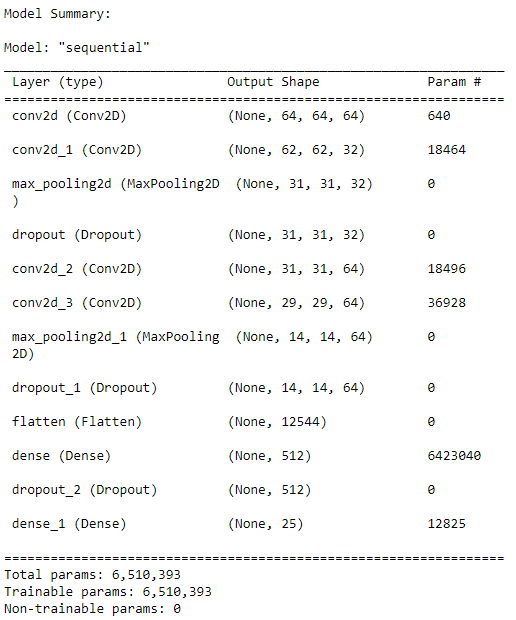 Model Summary:
Model: "sequential"
Layer (type) Output Shape Param #
conv2d (Conv2D) (None, 64, 64, 64) 640
conv2d_1 (Conv2D) (None, 62, 62, 32) 18464
max_pooling2d (MaxPooling2D (None, 31, 31, 32) 0
)
dropout (Dropout) (None, 31, 31, 32) 0
conv2d_2 (Conv2D) (None, 31, 31, 64) 18496
conv2d_3 (Conv2D) (None, 29, 29, 64) 36928
max_pooling2d_1 (MaxPooling (None, 14, 14, 64) 0
2D)
dropout_1 (Dropout) (None, 14, 14, 64) 0
flatten (Flatten) (None, 12544) 0
dense (Dense) (None, 512) 6423040
dropout_2 (Dropout) (None, 512) 0
dense_1 (Dense) (None, 25) 12825
Total params: 6,510,393
Trainable params: 6,510,393
Non-trainable params: 0